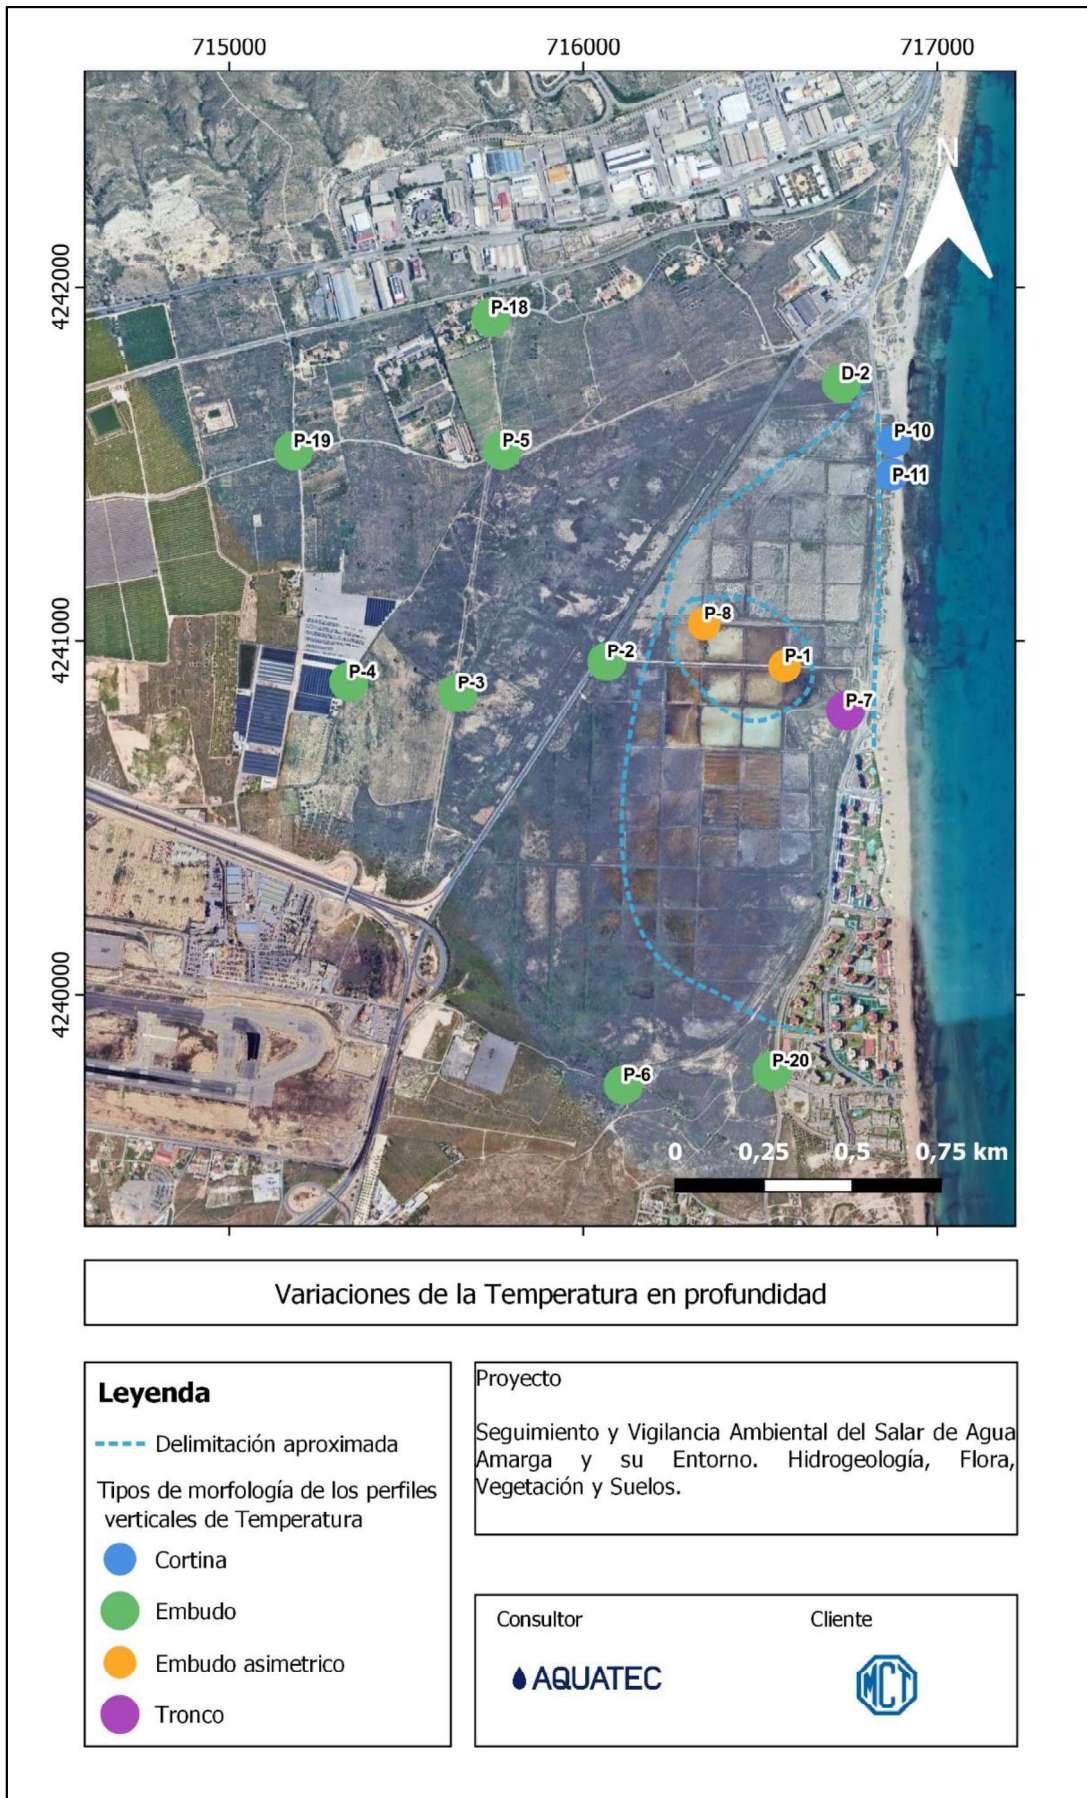 715000 716000 717000
N
4242000
4241000
4240000
P-18
D-2
P-10
P-19
P-5
P-11
P-8
P-2
P-1
P-4
P-3
P-7
P-20
P-6
0 0,25 0,5 0,75 km
Variaciones de la Temperatura en profundidad
Leyenda
Delimitación aproximada
Tipos de morfología de los perfiles
verticales de Temperatura
Cortina
Embudo
Embudo asimetrico
Tronco
Proyecto
Seguimiento y Vigilancia Ambiental del Salar de Agua
Amarga y su Entorno. Hidrogeología, Flora,
Vegetación y Suelos.
Consultor Cliente
AQUATEC
MCT